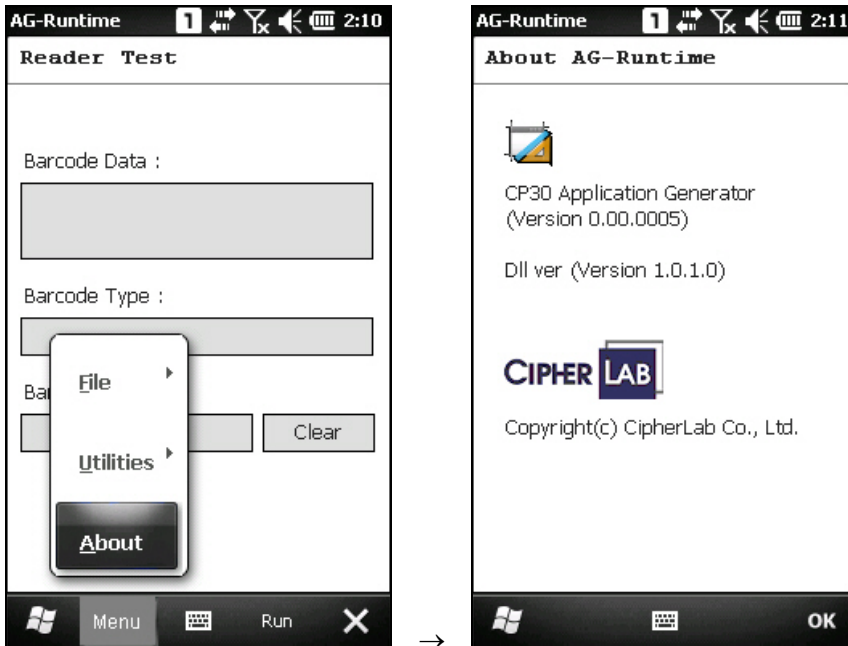 AG-Runtime 1 2:10
Reader Test
Barcode Data :
Barcode Type :
Ba
Clear
File
Utilities
About
Menu Run
→
AG-Runtime 1 2:11
About AG-Runtime
CP30 Application Generator
(Version 0.00.0005)
Dll ver (Version 1.0.1.0)
CIPHER LAB
Copyright(c) CipherLab Co., Ltd.
OK